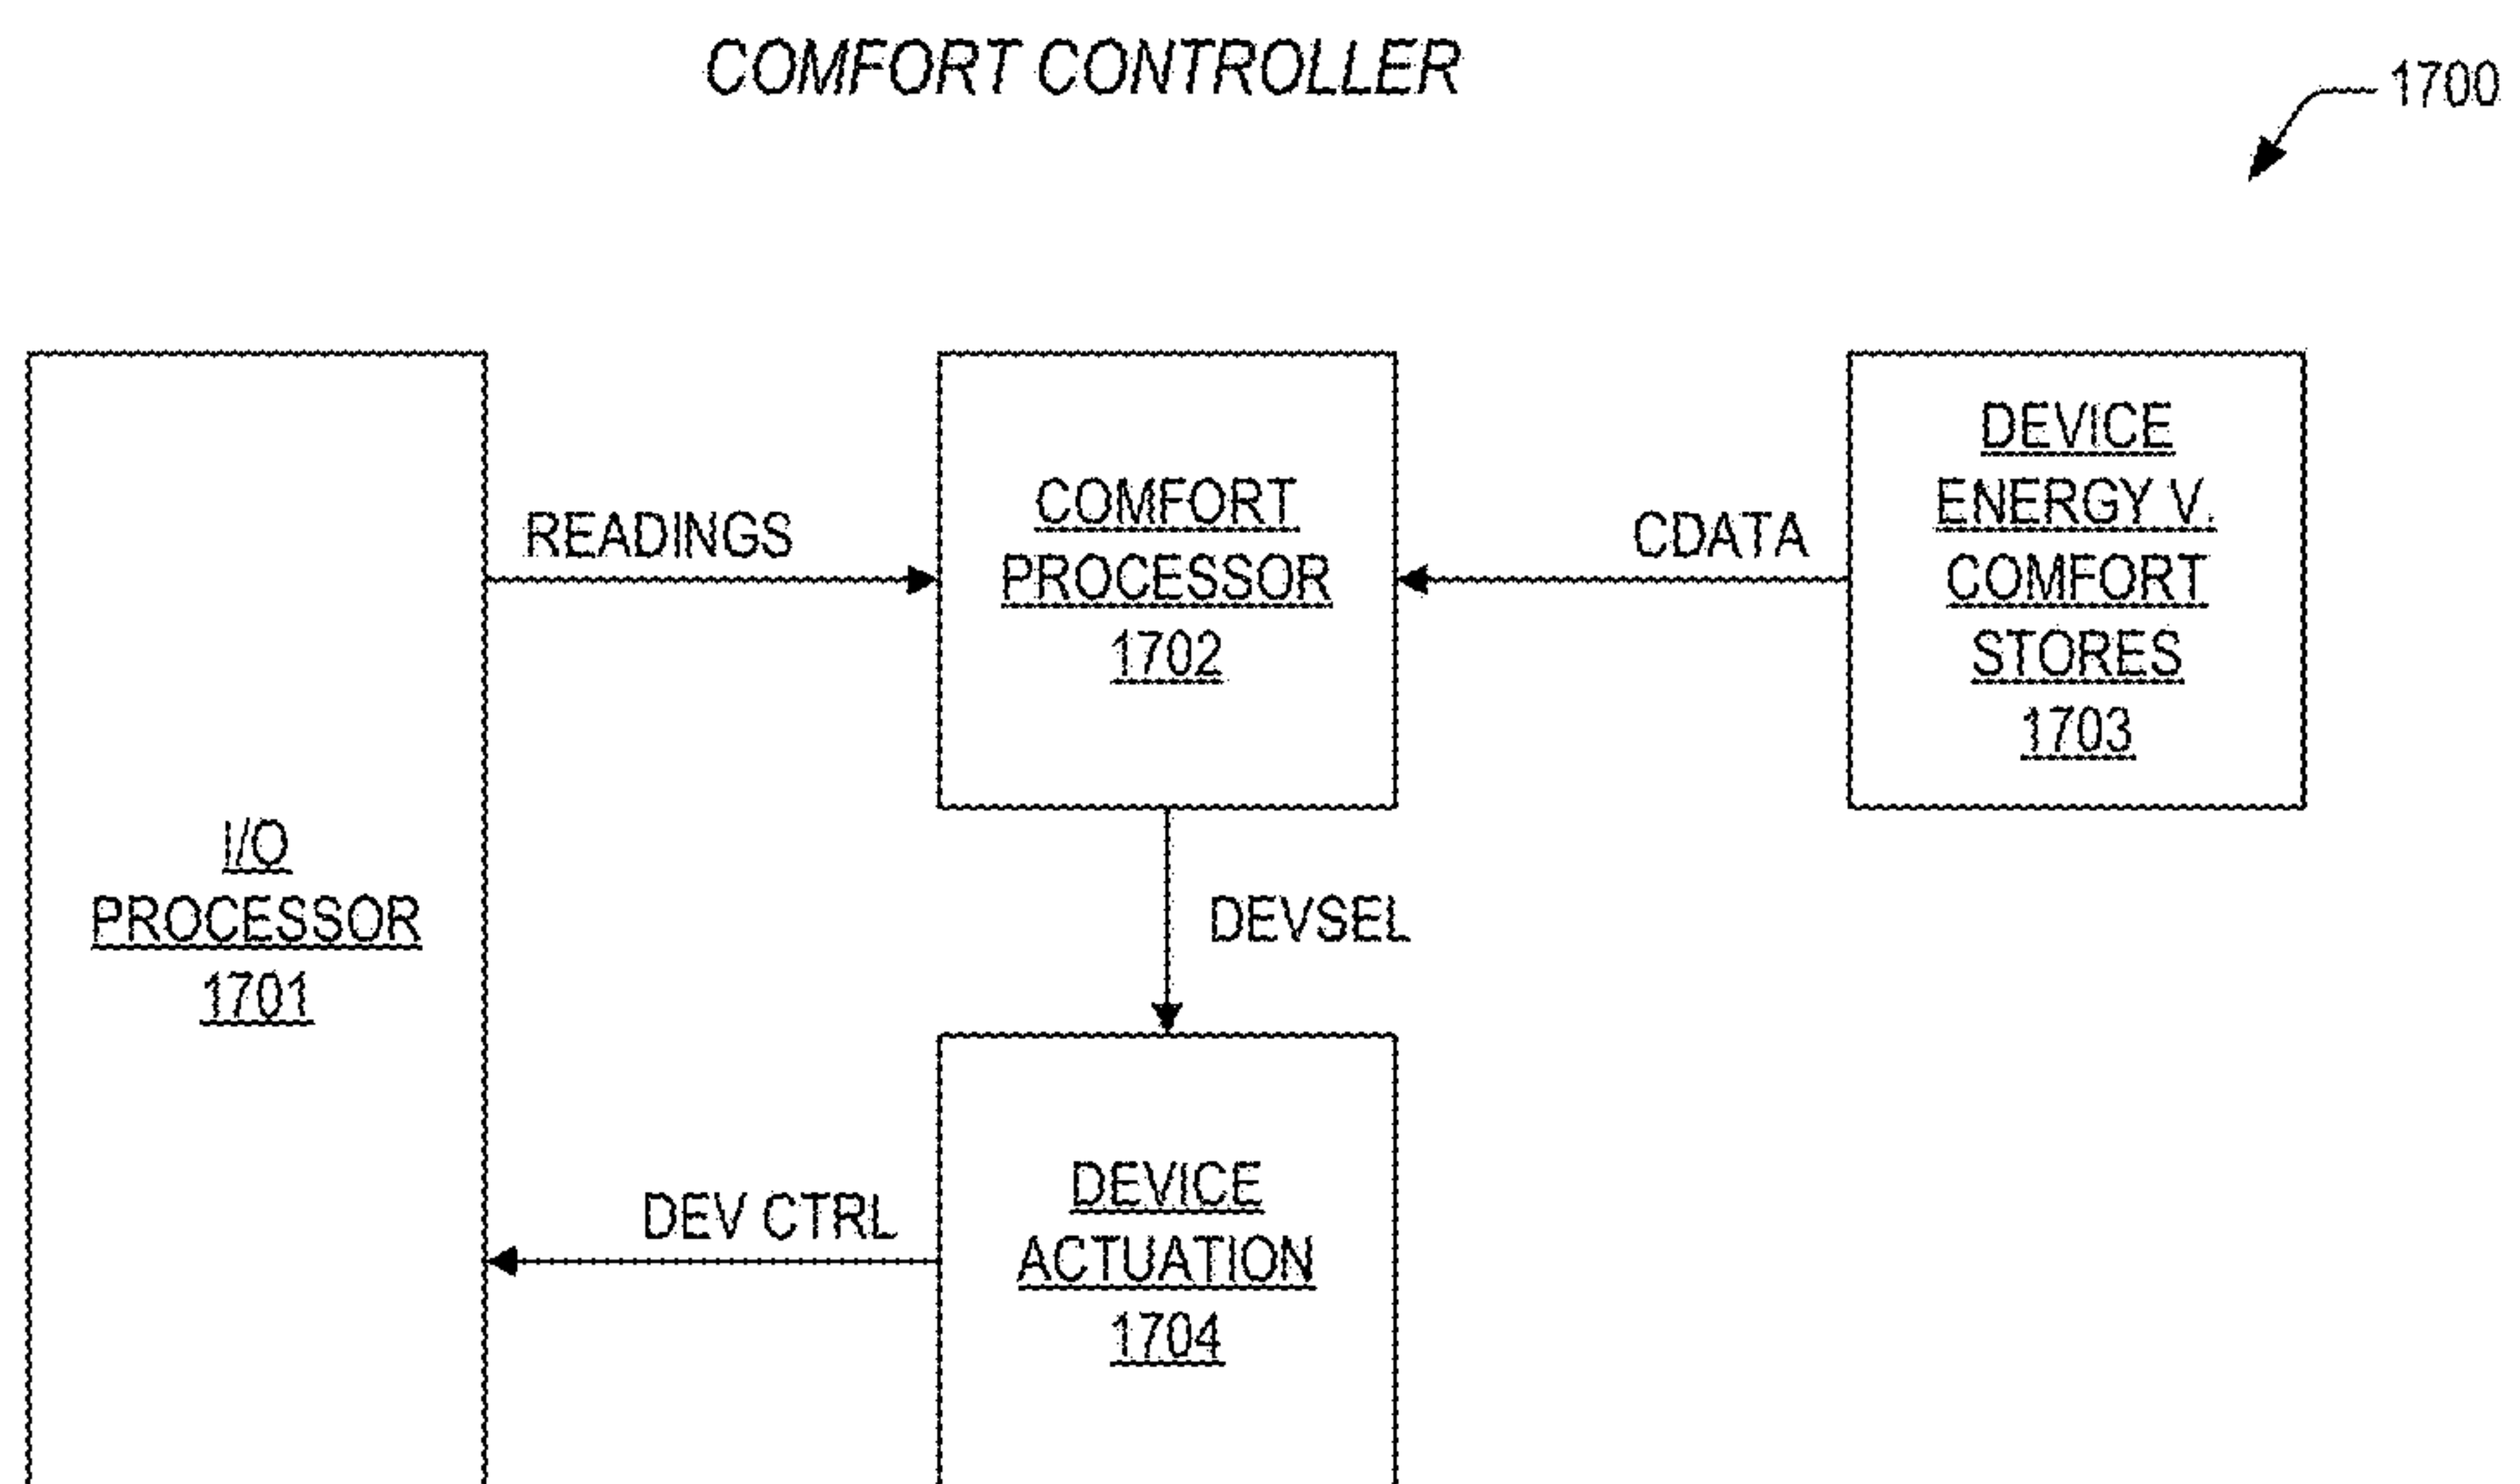 COMFORT CONTROLLER
1700
I/O
PROCESSOR
1701
READINGS
COMFORT
PROCESSOR
1702
CDATA
DEVICE
ENERGY V.
COMFORT
STORES
1703
DEVSEL
DEV CTRL
DEVICE
ACTUATION
1704